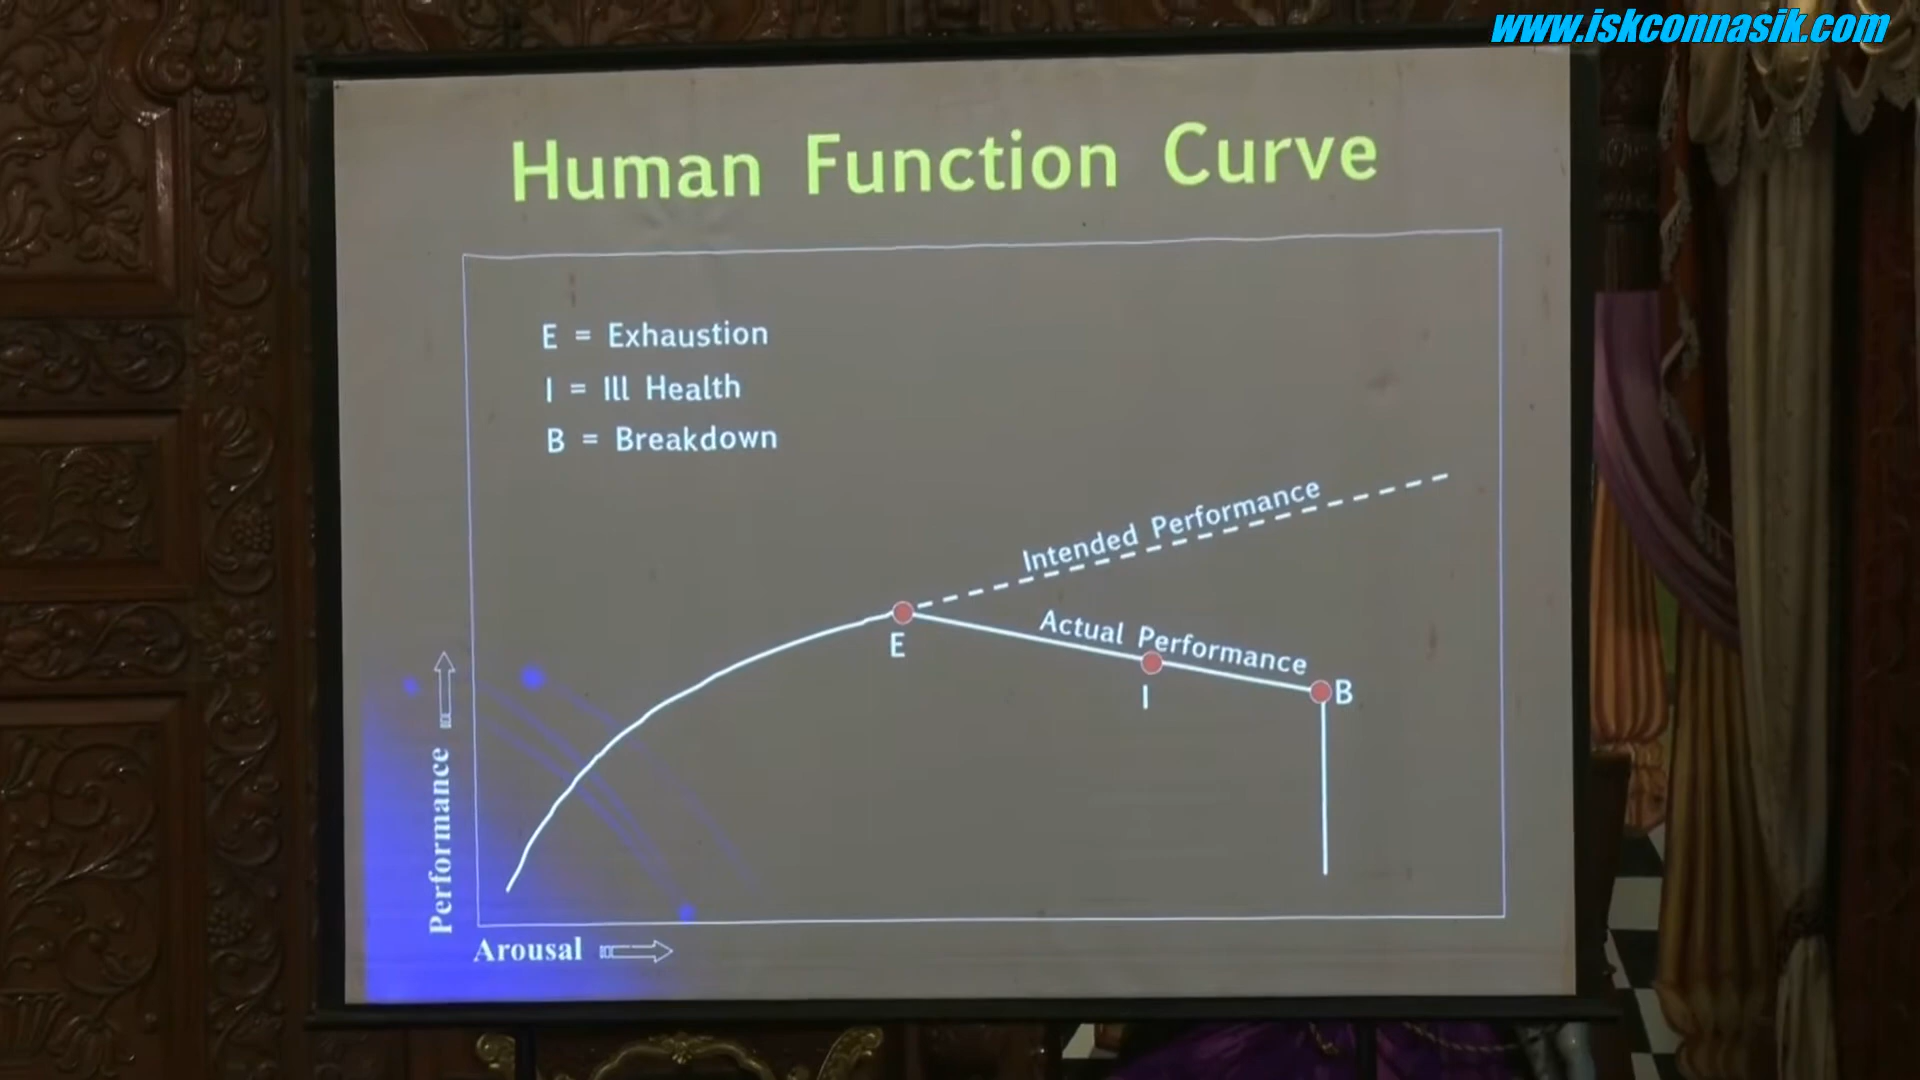 www.iskconnasik.com
Human Function Curve
E = Exhaustion
I = Ill Health
B = Breakdown
Intended Performance
Actual Performance
E
I
B
Performance
Arousal